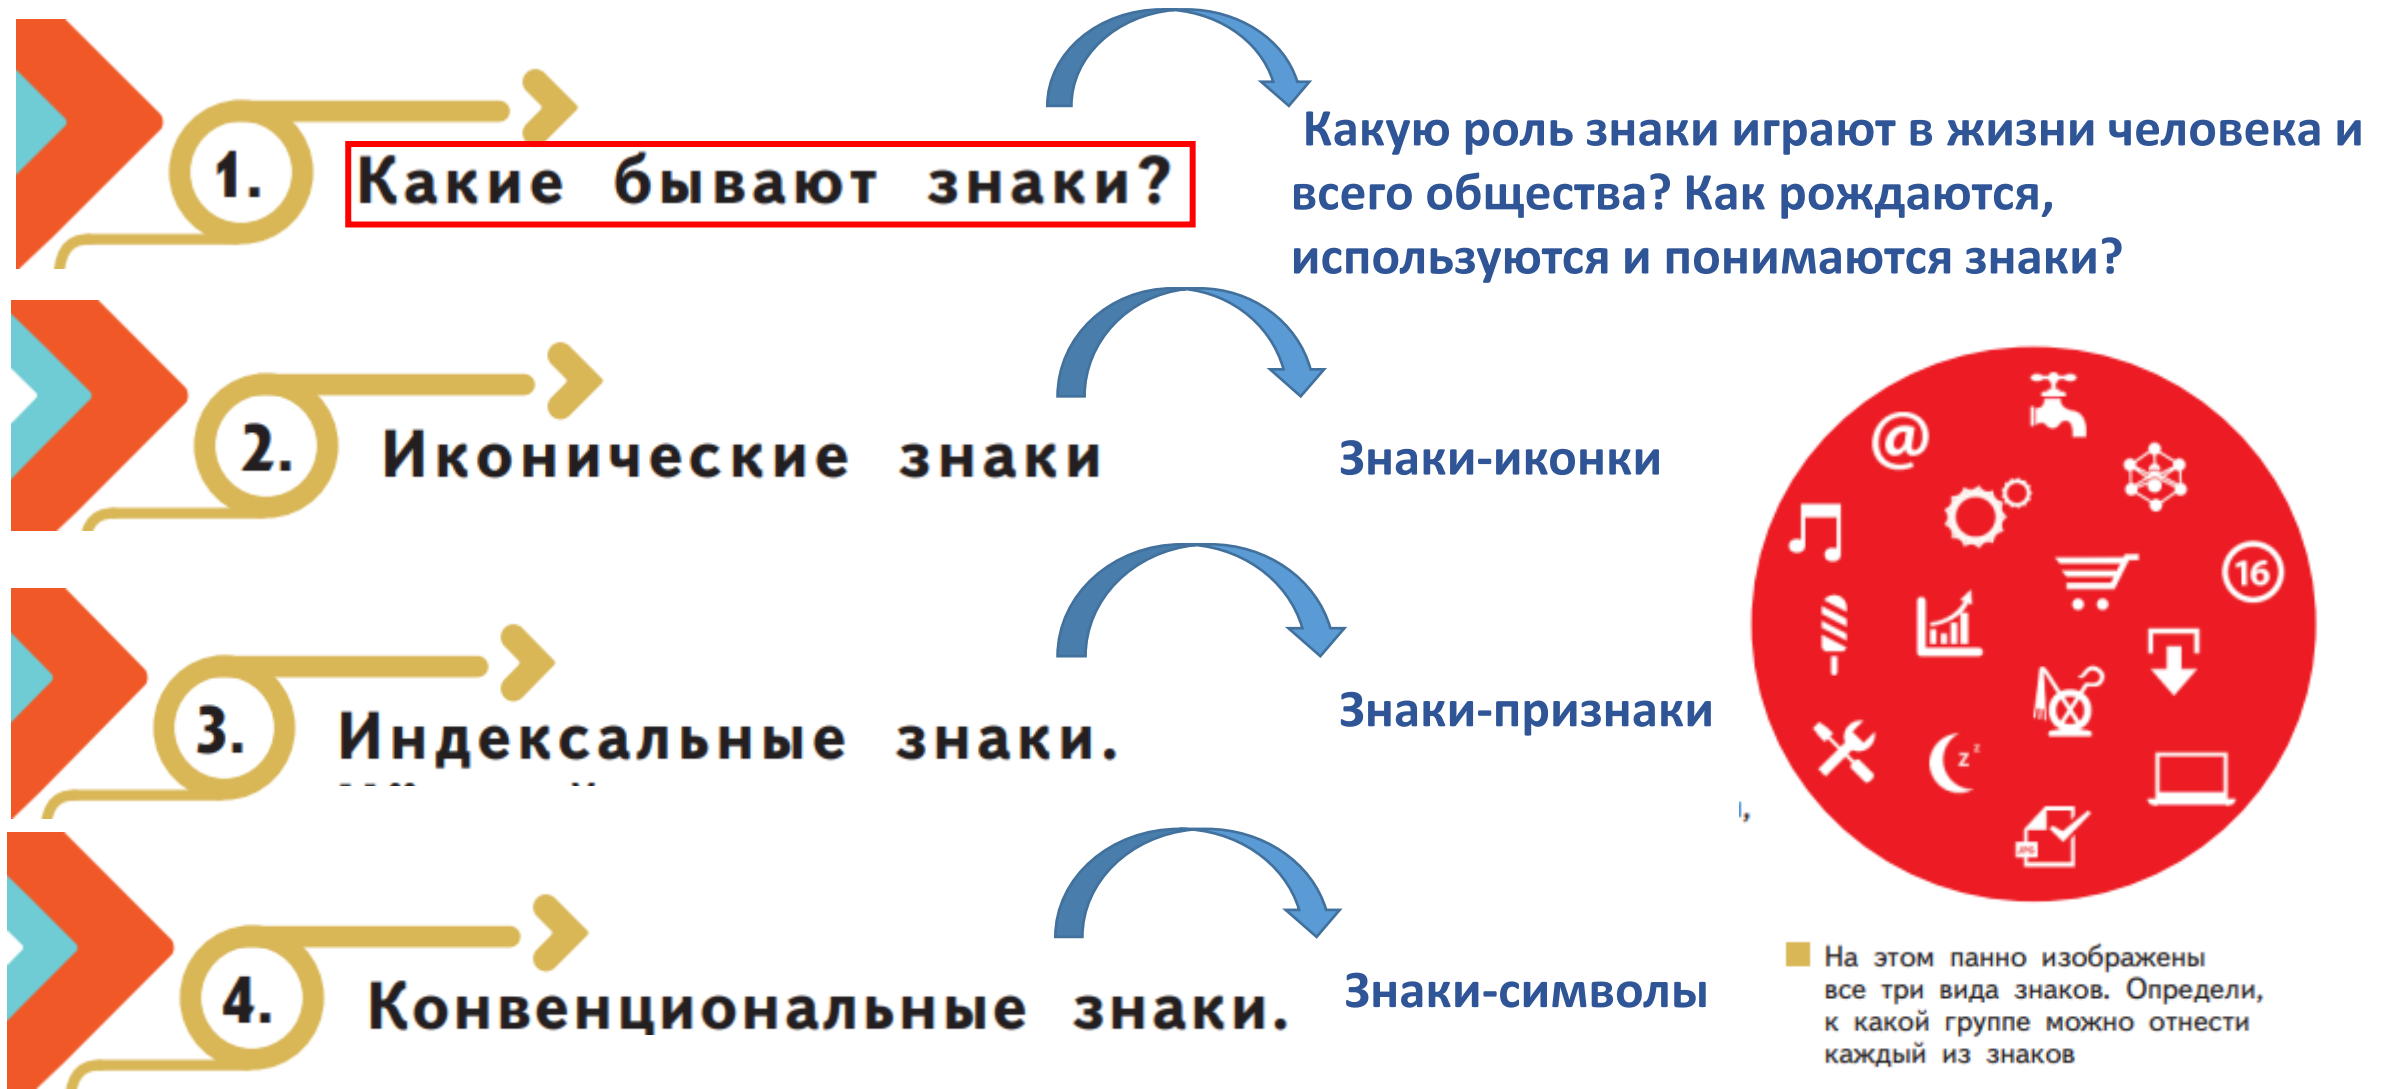 1. Какие бывают знаки?
Какую роль знаки играют в жизни человека и
всего общества? Как рождаются,
используются и понимаются знаки?
2. Иконические знаки
Знаки-иконки
3. Индексальные знаки.
Знаки-признаки
4. Конвенциональные знаки.
Знаки-символы
@
16
z z
JPG
На этом панно изображены
все три вида знаков. Определи,
к какой группе можно отнести
каждый из знаков